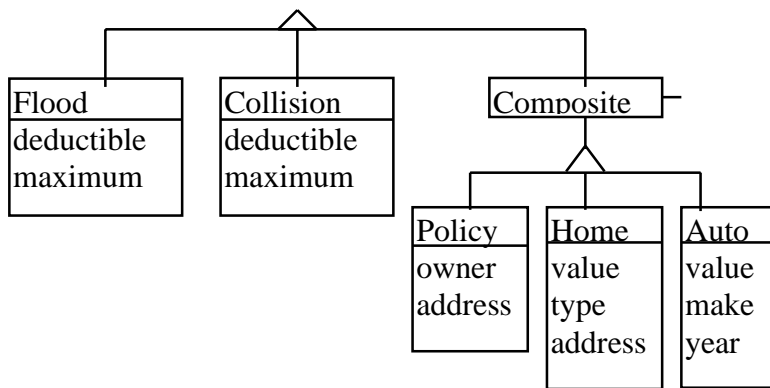 Flood
deductible
maximum
Collision
deductible
maximum
Composite
Policy
owner
address
Home
value
type
address
Auto
value
make
year